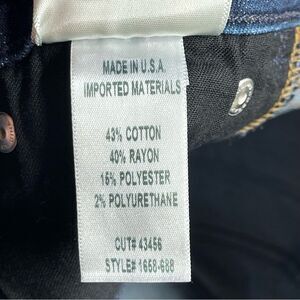 MADE IN U.S.A.
IMPORTED MATERIALS
43% COTTON
40% RAYON
15% POLYESTER
2% POLYURETHANE
CUT# 43456
STYLE# 1658-688